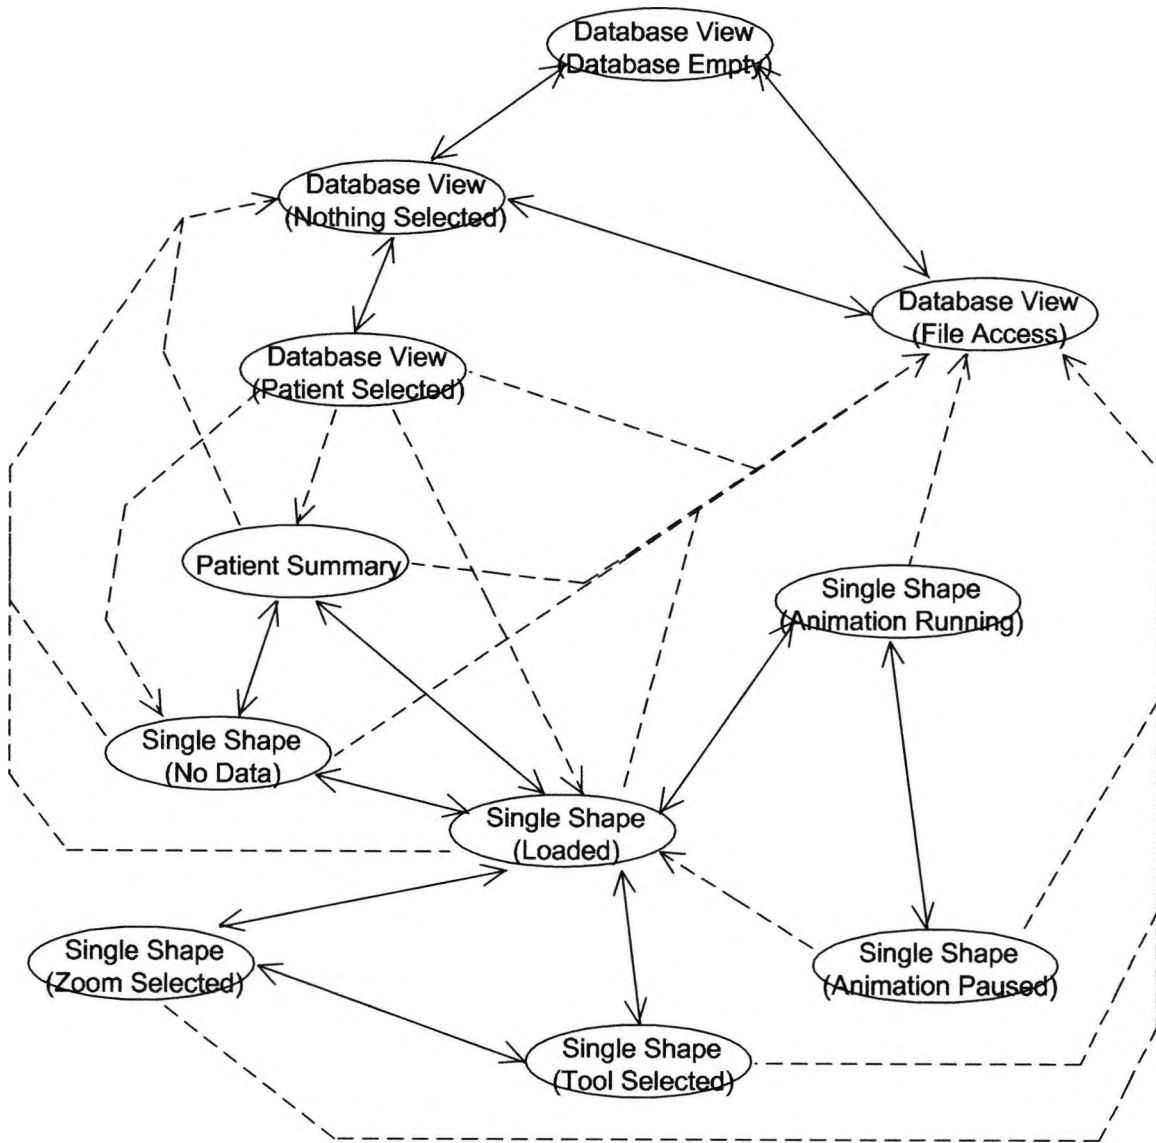 Database View
(Database Empty)
Database View
(Nothing Selected)
Database View
(File Access)
Database View
(Patient Selected)
Patient Summary
Single Shape
(Animation Running)
Single Shape
(No Data)
Single Shape
(Loaded)
Single Shape
(Zoom Selected)
Single Shape
(Animation Paused)
Single Shape
(Tool Selected)